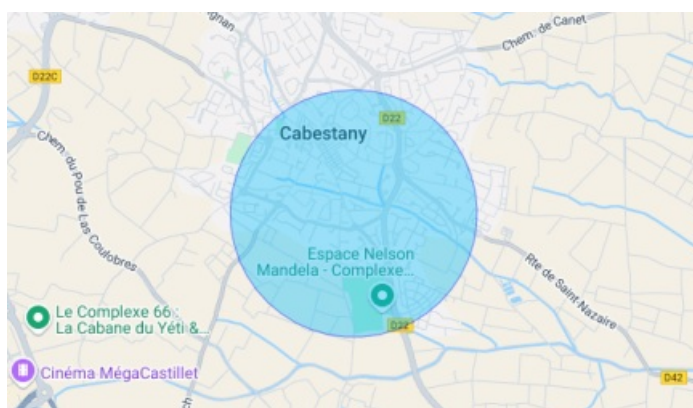 gnan
Chem. de Canet
D22C
D22
Cabestany
Chem. du Pou de Las Coulobres
Espace Nelson
Mandela - Complexe...
Rte de Saint-Nazaire
Le Complexe 66 :
La Cabane du Yéti &...
D22
Cinéma MégaCastillet
D42